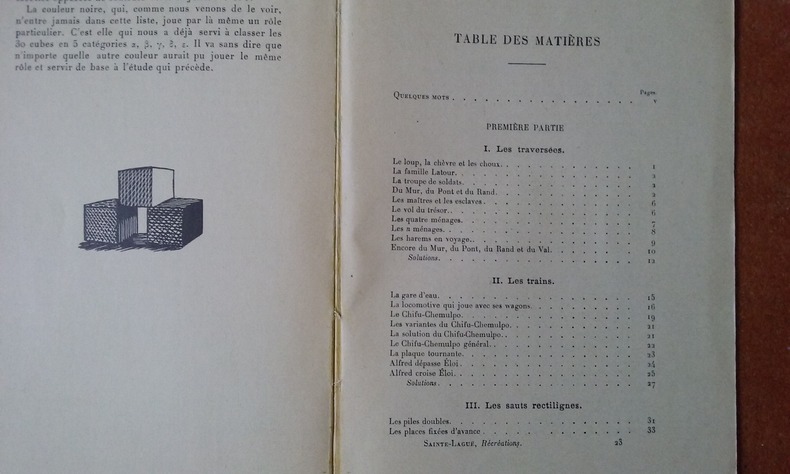 La couleur noire, qui, comme nous venons de le voir,
n'entre jamais dans cette liste, joue par là même un rôle
particulier. C'est elle qui nous a déjà servi à classer les
30 cubes en 5 catégories α, β, γ, δ, ε. Il va sans dire que
n'importe quelle autre couleur aurait pu jouer le même
rôle et servir de base à l'étude qui précède.
TABLE DES MATIÈRES
Pages
QUELQUES MOTS . . . . . . . . . . . . . . . . v
PREMIÈRE PARTIE
I. Les traversées.
Le loup, la chèvre et les choux. . . . . . . . . . . 1
La famille Latour. . . . . . . . . . . . . . 2
La troupe de soldats. . . . . . . . . . . . . 2
Du Mur, du Pont et du Rand. . . . . . . . . . . 4
Les maîtres et les esclaves. . . . . . . . . . . . 6
Le vol du trésor. . . . . . . . . . . . . . 6
Les quatre ménages. . . . . . . . . . . . . 7
Les n ménages. . . . . . . . . . . . . . 8
Les harems en voyage. . . . . . . . . . . . . 9
Encore du Mur, du Pont, du Rand et du Val. . . . . . . 10
Solutions. . . . . . . . . . . . . . 12
II. Les trains.
La gare d'eau. . . . . . . . . . . . . . . 15
La locomotive qui joue avec ses wagons. . . . . . . . 16
Le Chifu-Chemulpo. . . . . . . . . . . . . 19
Les variantes du Chifu-Chemulpo. . . . . . . . . . 21
La solution du Chifu-Chemulpo. . . . . . . . . . . 21
Le Chifu-Chemulpo général. . . . . . . . . . . . 22
La plaque tournante. . . . . . . . . . . . . 23
Alfred dépasse Éloi. . . . . . . . . . . . . 24
Alfred croise Éloi. . . . . . . . . . . . . . 25
Solutions. . . . . . . . . . . . . . 27
III. Les sauts rectilignes.
Les piles doubles. . . . . . . . . . . . . . 31
Les places fixées d'avance . . . . . . . . . . . . 33
SAINTE-LAGUË, Récréations. 23